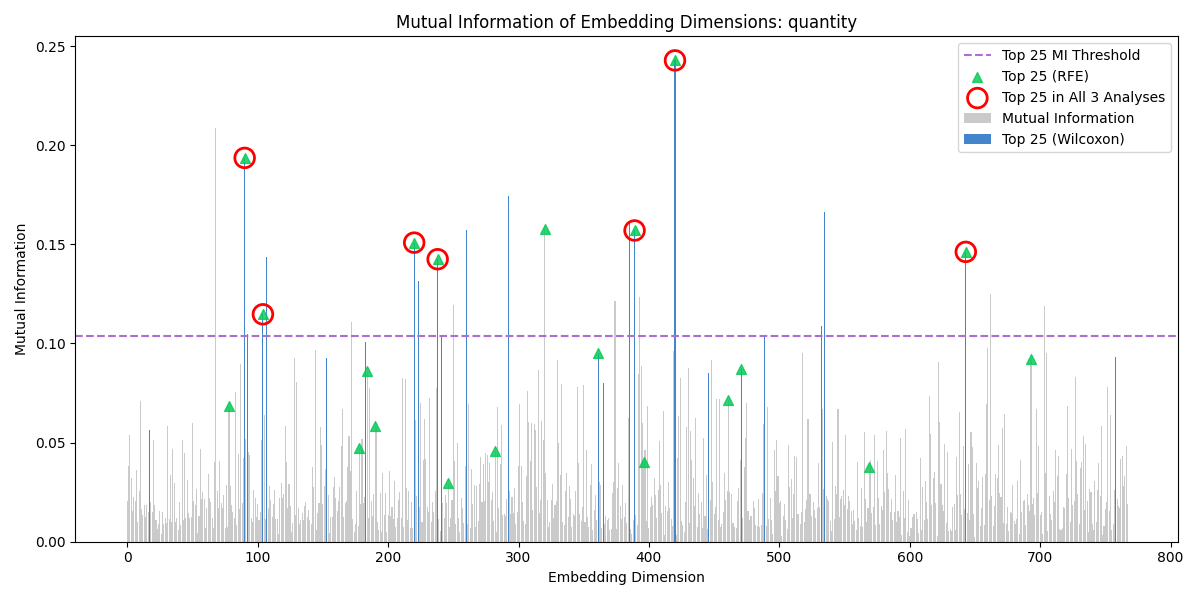 Mutual Information of Embedding Dimensions: quantity
0.25
0.20
0.15
0.10
0.05
0.00
Mutual Information
0 100 200 300 400 500 600 700 800
Embedding Dimension
Top 25 MI Threshold
Top 25 (RFE)
Top 25 in All 3 Analyses
Mutual Information
Top 25 (Wilcoxon)